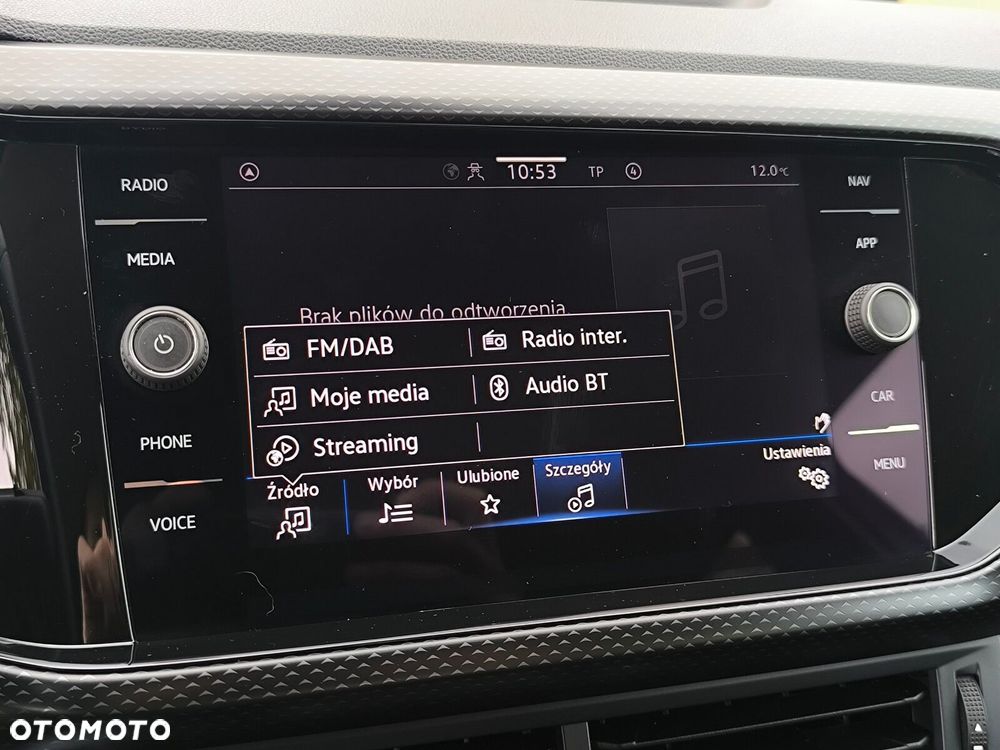 RADIO
MEDIA
PHONE
VOICE
10:53 TP 4 12.0°C
Brak plików do odtworzenia.
FM/DAB Radio inter.
Moje media Audio BT
Streaming
Źródło Wybór Ulubione Szczegóły Ustawienia
NAV
APP
CAR
MENU
OTOMOTO